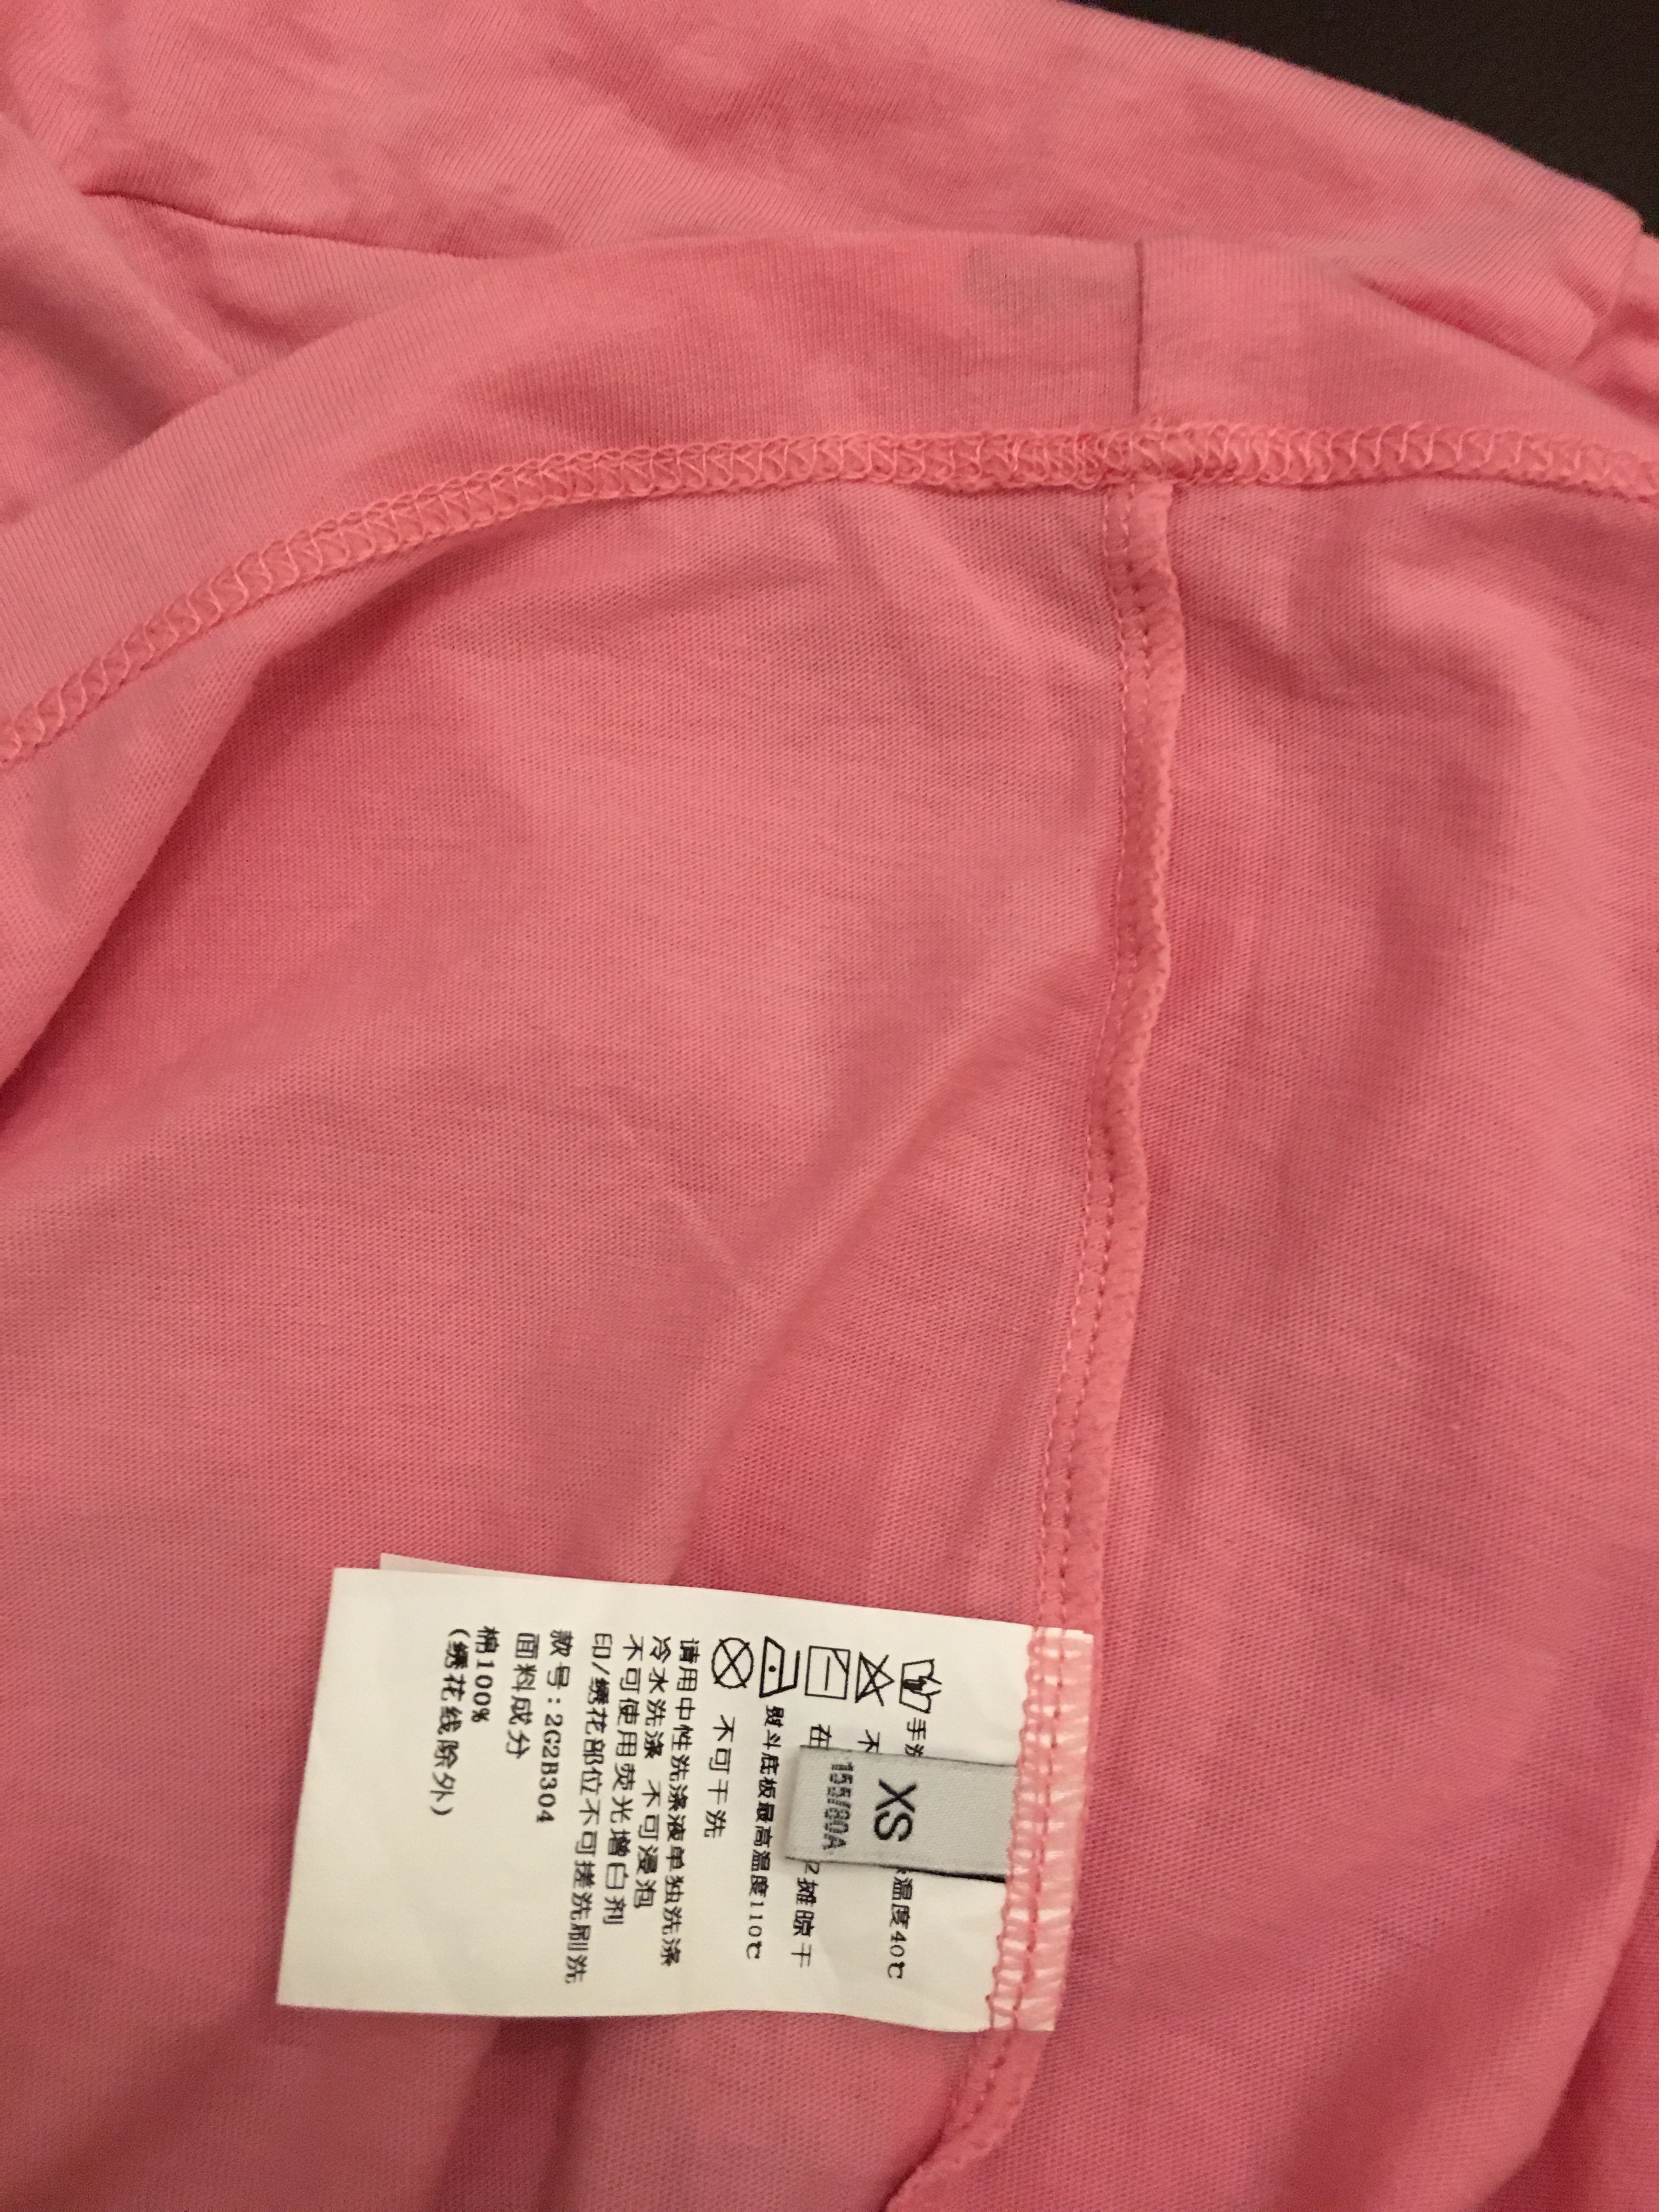 手洗 温度40℃
不
在 摊晾干
熨斗底板最高温度110℃
不可干洗
请用中性洗涤液单独洗涤
冷水洗涤 不可浸泡
不可使用荧光增白剂
印/绣花部位不可搓洗刷洗
款号:2G2B304
面料成分
棉100%
(绣花线除外)
XS
155/80A